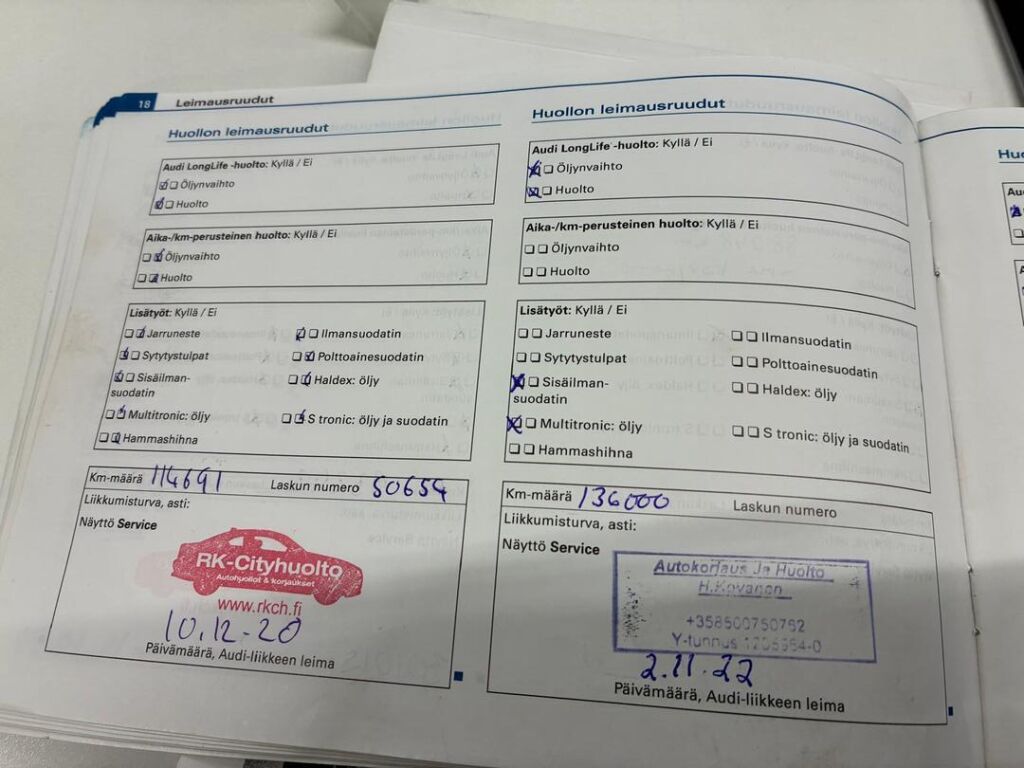 18 Leimausruudut
Huollon leimausruudut
Audi LongLife -huolto: Kyllä / Ei
Öljynvaihto
Huolto
Aika-/km-perusteinen huolto: Kyllä / Ei
Öljynvaihto
Huolto
Lisätyöt: Kyllä / Ei
Jarruneste Ilmansuodatin
Sytytystulpat Polttoainesuodatin
Sisäilman- Haldex: öljy
suodatin
Multitronic: öljy S tronic: öljy ja suodatin
Hammashihna
Km-määrä 114691 Laskun numero 50654
Liikkumisturva, asti:
Näyttö Service
RK-Cityhuolto
Autohuollot & korjaukset
www.rkch.fi
10.12.20
Päivämäärä, Audi-liikkeen leima
Huollon leimausruudut
Audi LongLife -huolto: Kyllä / Ei
Öljynvaihto
Huolto
Aika-/km-perusteinen huolto: Kyllä / Ei
Öljynvaihto
Huolto
Lisätyöt: Kyllä / Ei
Jarruneste Ilmansuodatin
Sytytystulpat Polttoainesuodatin
Sisäilman- Haldex: öljy
suodatin
Multitronic: öljy S tronic: öljy ja suodatin
Hammashihna
Km-määrä 136000 Laskun numero
Liikkumisturva, asti:
Näyttö Service
Autokorjaus Ja Huolto
+358500750762
Y-tunnus
2.11.22
Päivämäärä, Audi-liikkeen leima